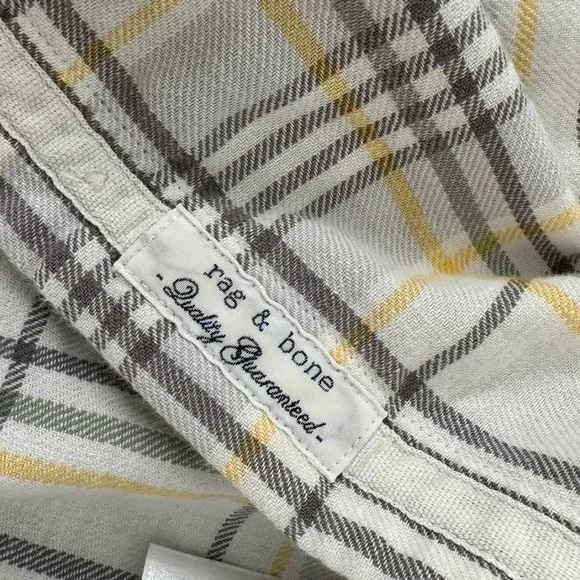 rag & bone
- Quality Guaranteed -